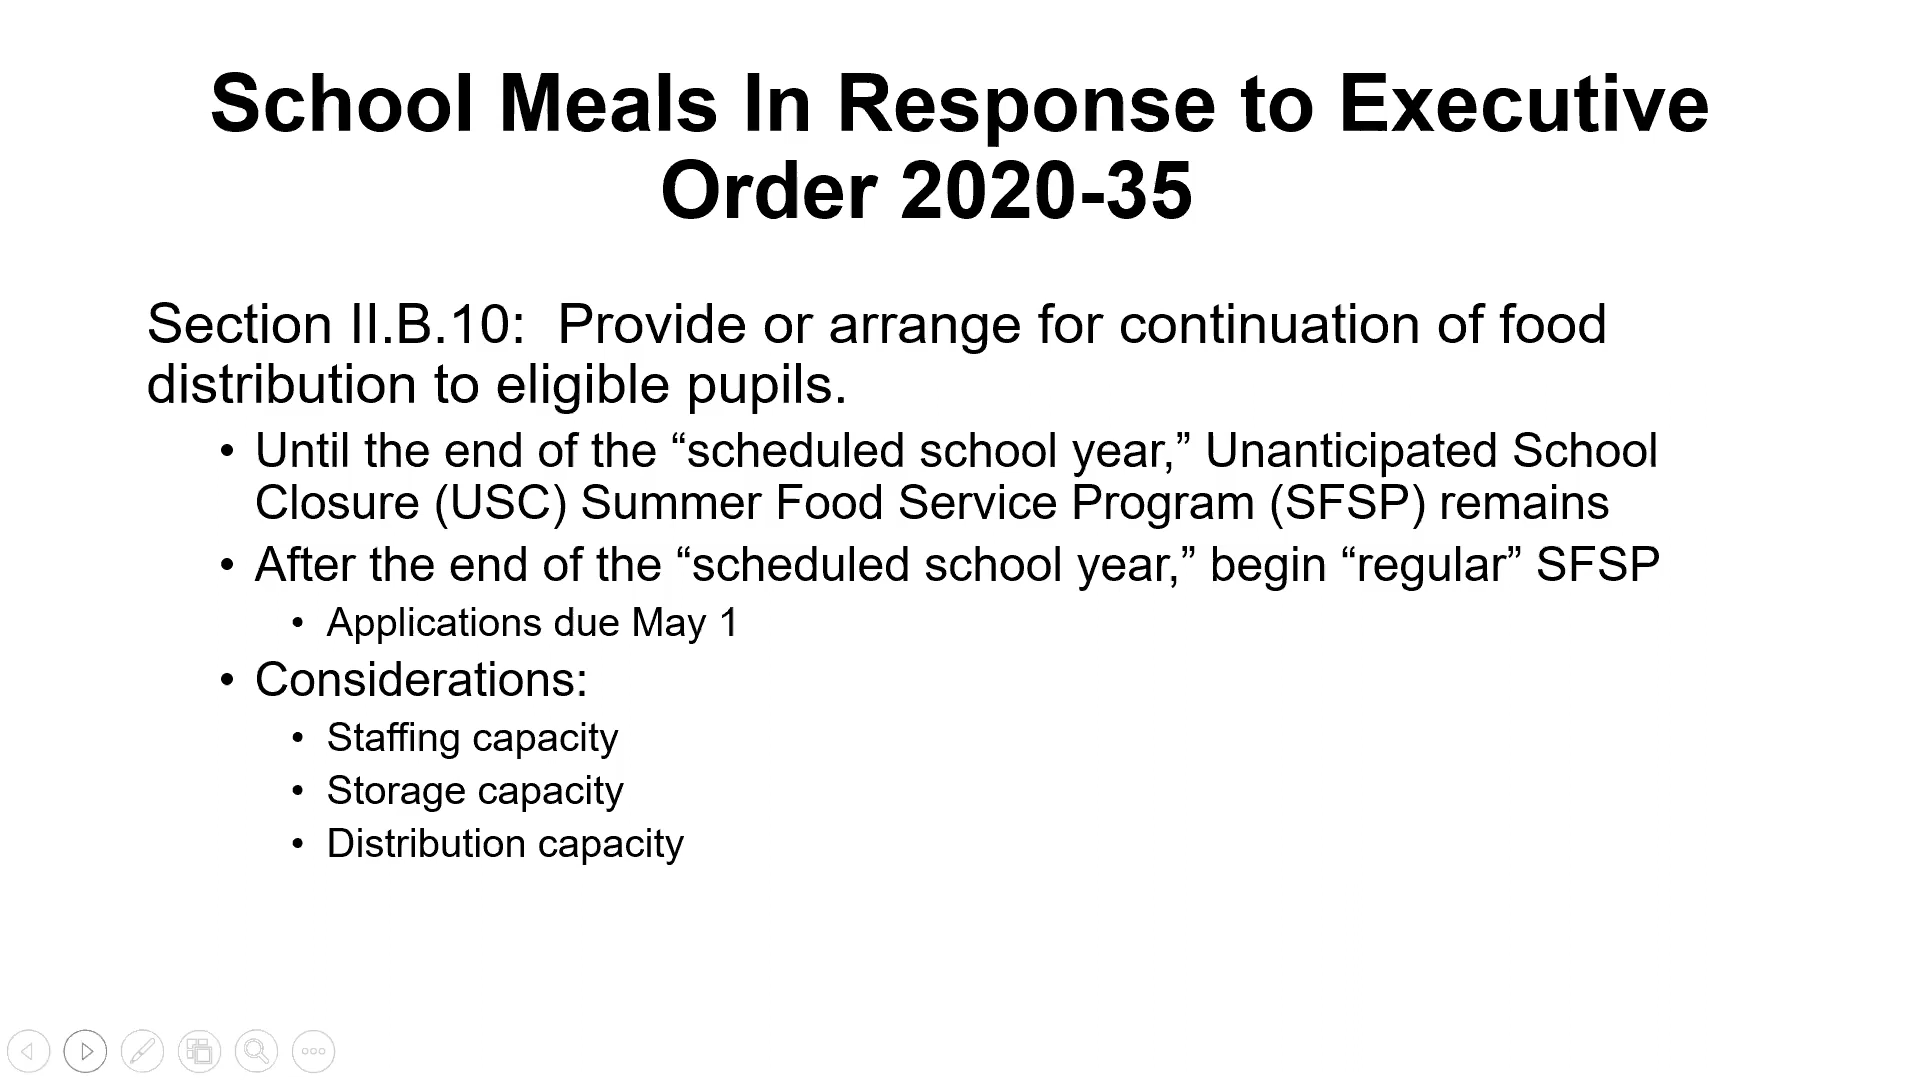 School Meals In Response to Executive
Order 2020-35
Section II.B.10:  Provide or arrange for continuation of food
distribution to eligible pupils.
• Until the end of the “scheduled school year,” Unanticipated School
Closure (USC) Summer Food Service Program (SFSP) remains
• After the end of the “scheduled school year,” begin “regular” SFSP
• Applications due May 1
• Considerations:
• Staffing capacity
• Storage capacity
• Distribution capacity